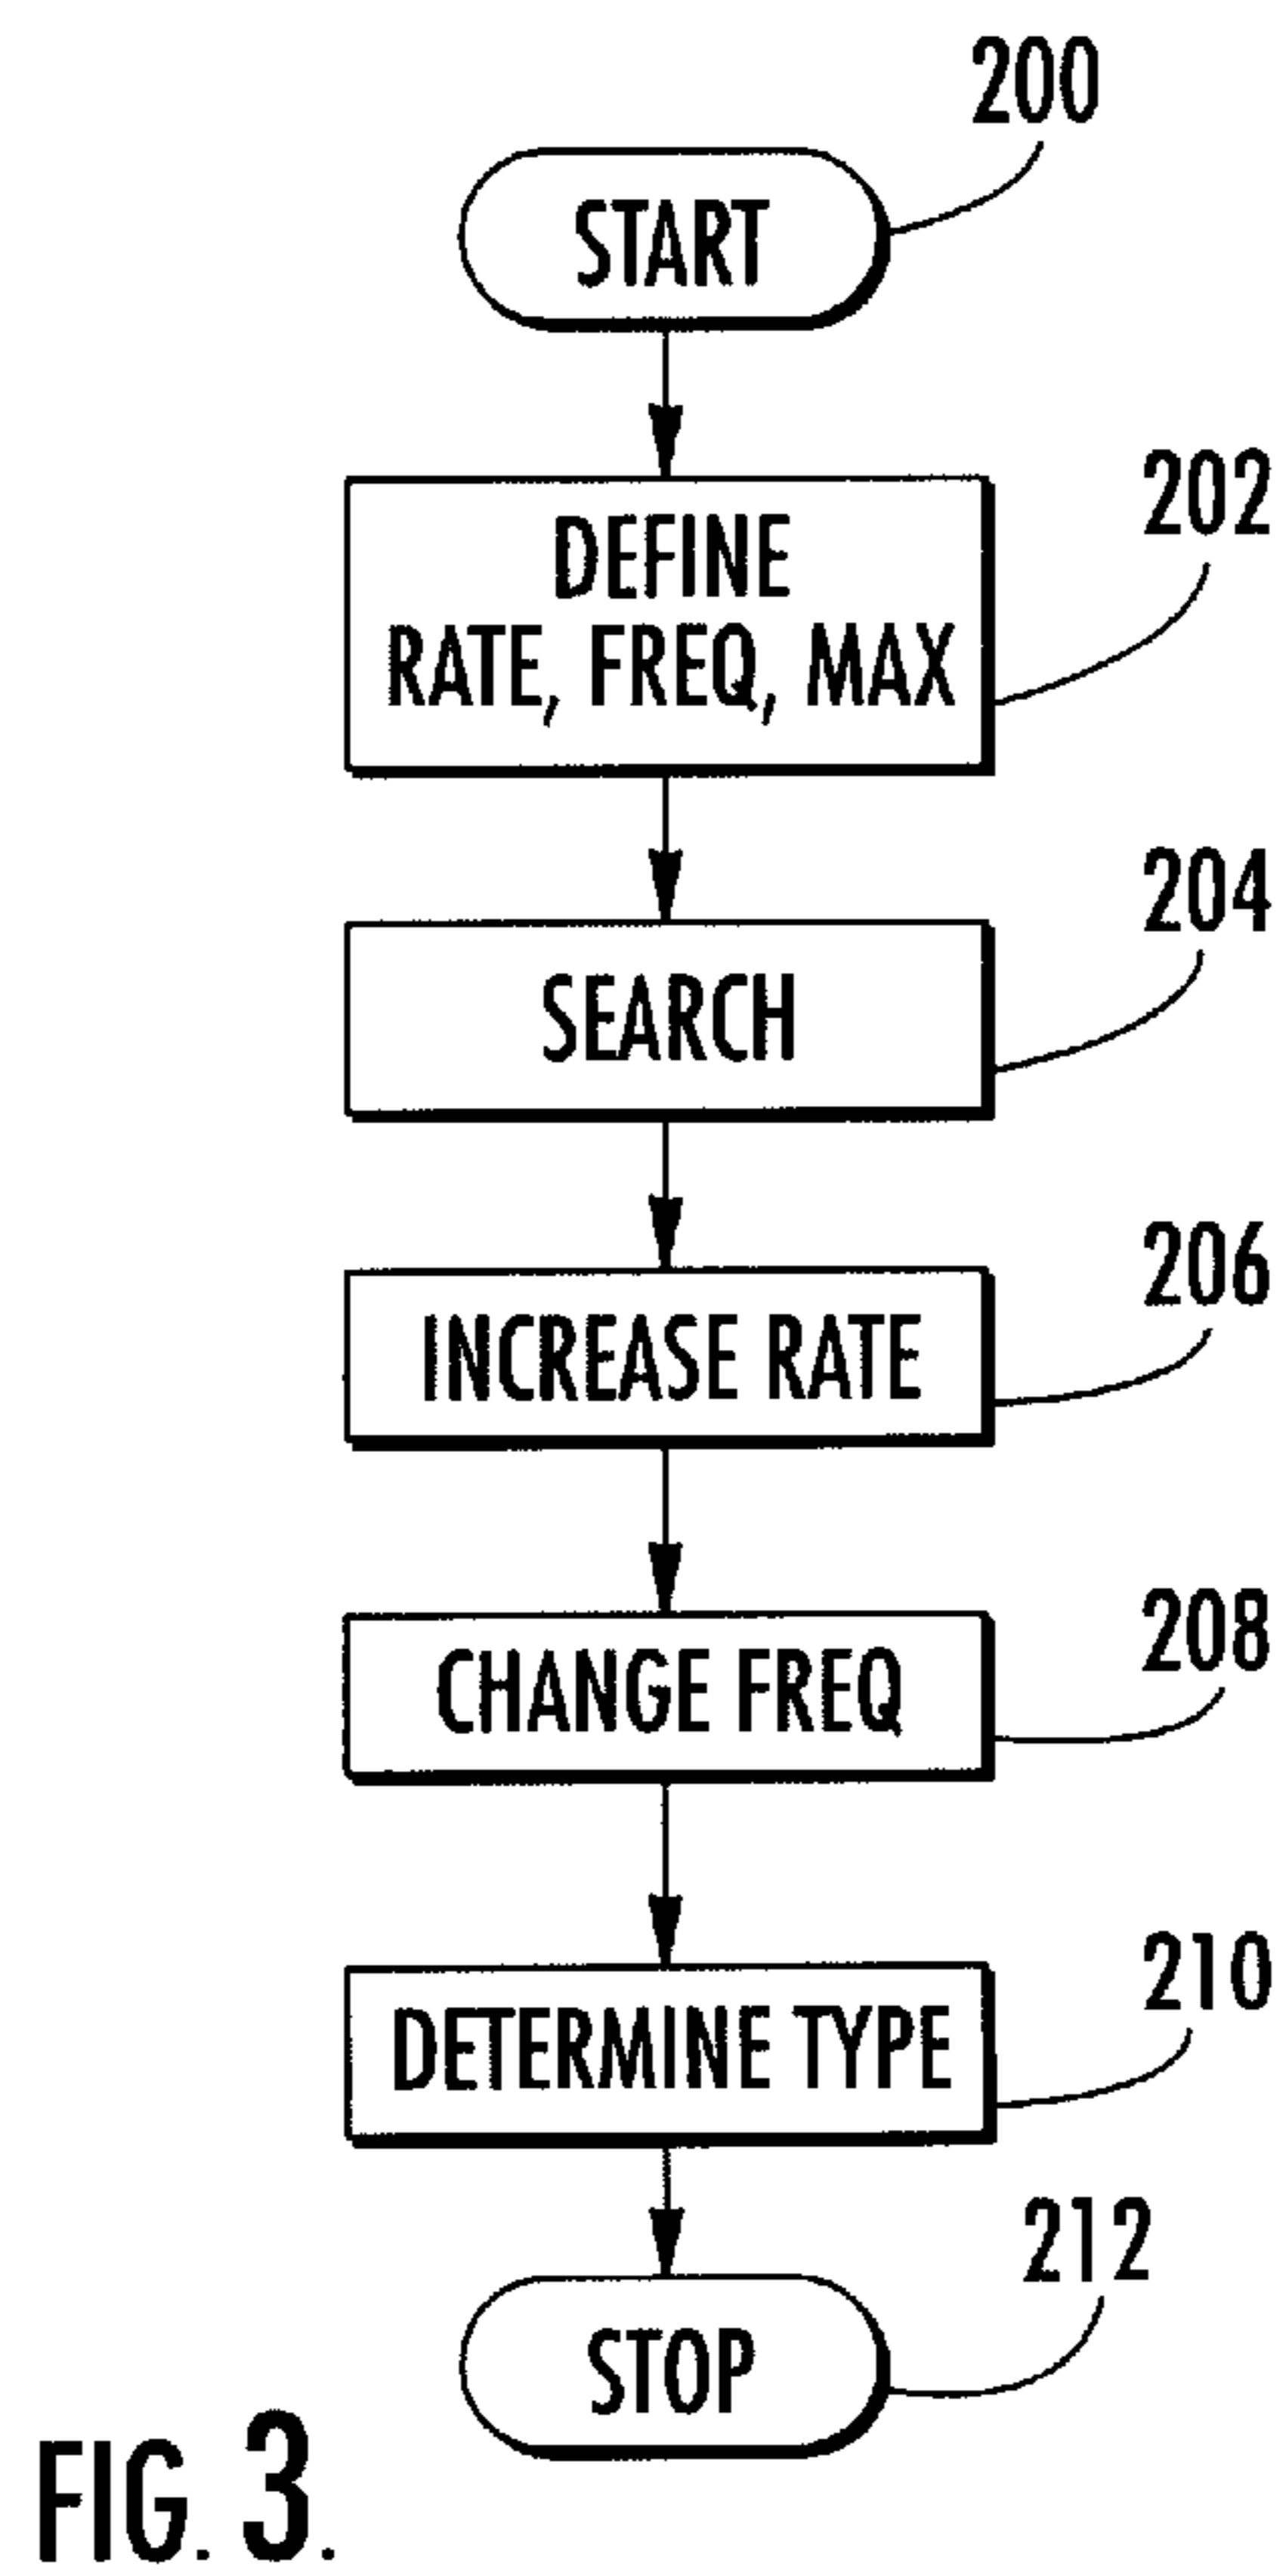 200
START
202
DEFINE
RATE, FREQ, MAX
204
SEARCH
206
INCREASE RATE
208
CHANGE FREQ
210
DETERMINE TYPE
212
STOP
FIG. 3.